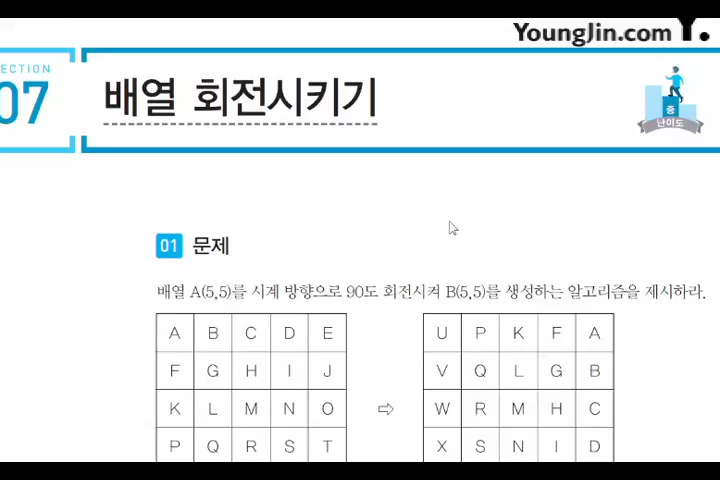 YoungJin.com Y.
ECTION
07
배열 회전시키기
중
난이도
01 문제
배열 A(5,5)를 시계 방향으로 90도 회전시켜 B(5,5)를 생성하는 알고리즘을 제시하라.
A B C D E U P K F A
F G H I J V Q L G B
K L M N O ⇨ W R M H C
P Q R S T X S N I D